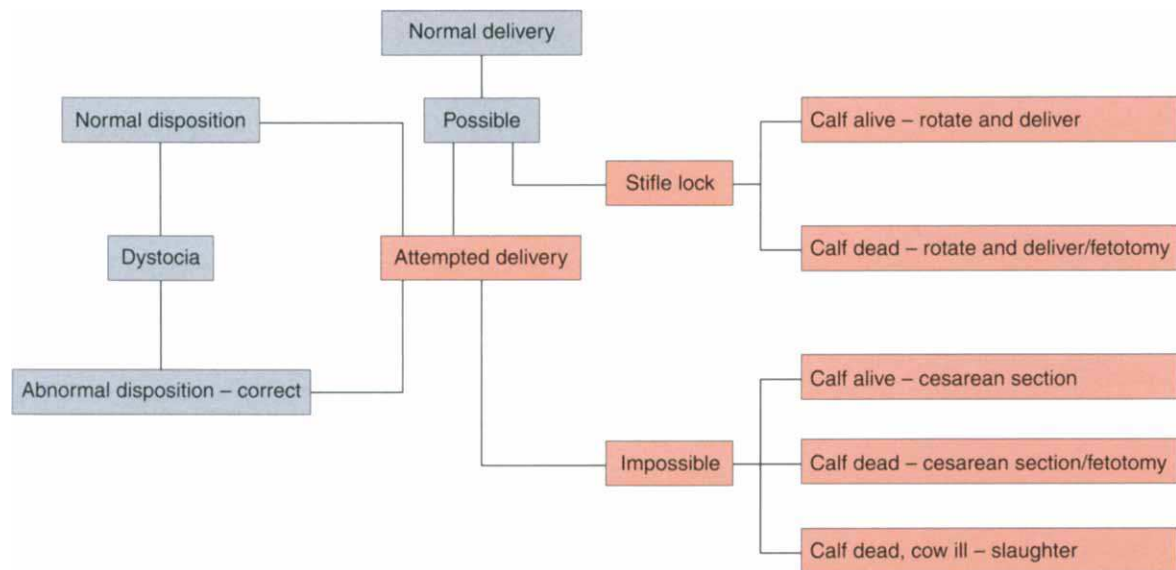 Normal delivery
Normal disposition
Possible
Calf alive – rotate and deliver
Stifle lock
Dystocia
Attempted delivery
Calf dead – rotate and deliver/fetotomy
Abnormal disposition – correct
Calf alive – cesarean section
Impossible
Calf dead – cesarean section/fetotomy
Calf dead, cow ill – slaughter